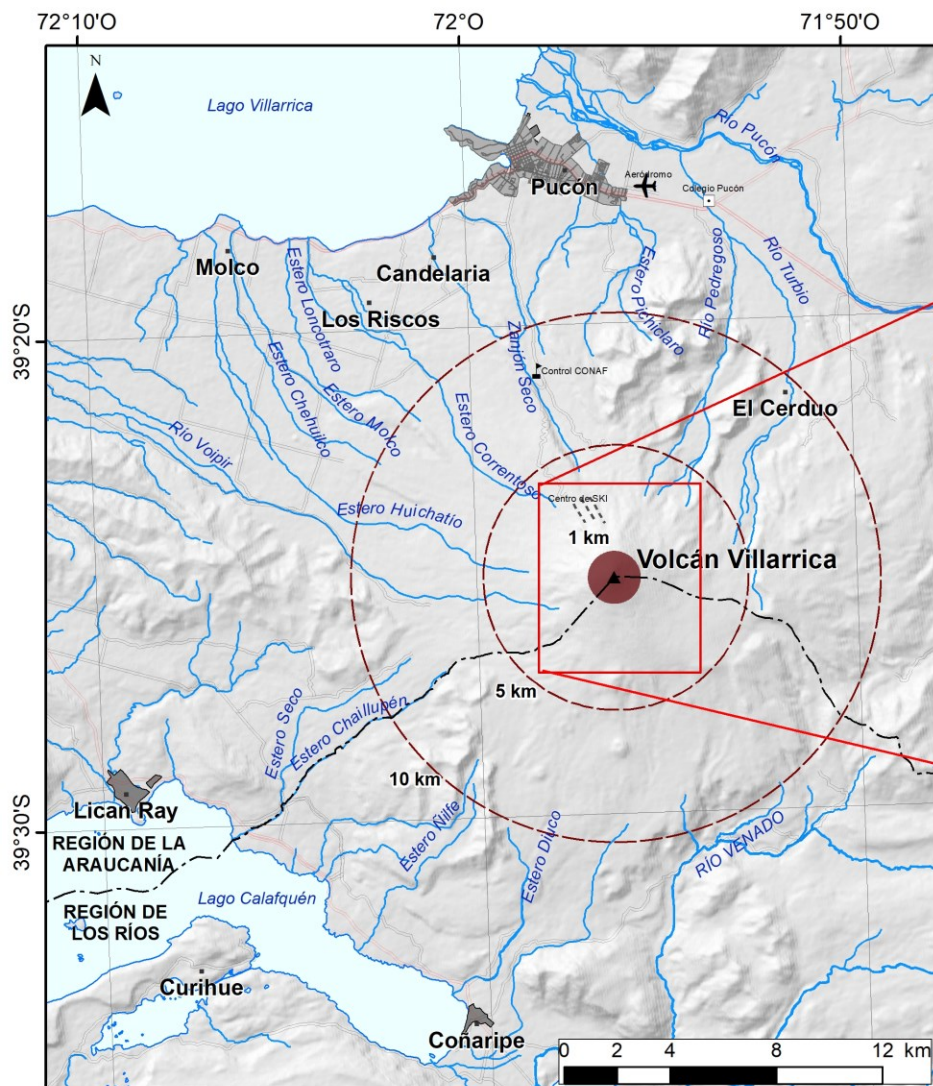 72°10'O
72°O
71°50'O
N
Lago Villarrica
Río Pucón
Pucón
Aeródromo
Colegio Pucón
Molco
Candelaria
Los Riscos
Estero Loncotraro
Estero Pichiclaro
Río Pedregoso
Río Turbio
39°20'S
Zanjón Seco
Control CONAF
El Cerduo
Estero Chehuilco
Estero Molco
Río Voipir
Estero Correntoso
Estero Huichatío
Centro de SKI
1 km
Volcán Villarrica
5 km
Estero Seco
Estero Chaillupén
10 km
Lican Ray
39°30'S
REGIÓN DE LA
ARAUCANÍA
Estero Ñilfe
Estero Diuco
RÍO VENADO
REGIÓN DE
LOS RÍOS
Lago Calafquén
Curihue
Coñaripe
0 2 4 8 12 km